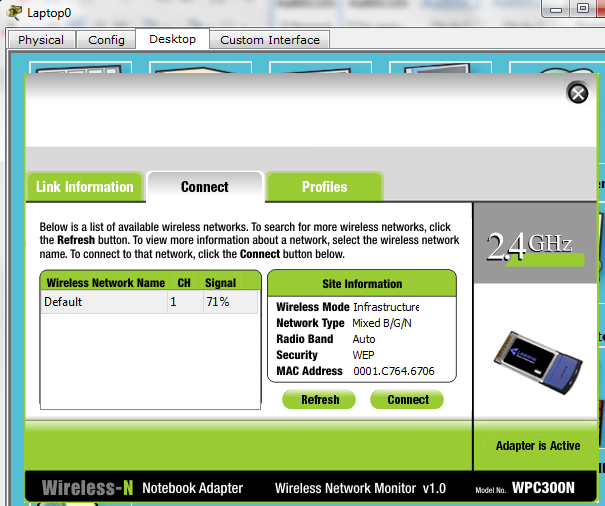 Laptop0
Physical Config Desktop Custom Interface
Link Information Connect Profiles
Below is a list of available wireless networks. To search for more wireless networks, click
the Refresh button. To view more information about a network, select the wireless network
name. To connect to that network, click the Connect button below.
2.4GHz
Wireless Network Name CH Signal
Default 1 71%
Site Information
Wireless Mode Infrastructure
Network Type Mixed B/G/N
Radio Band Auto
Security WEP
MAC Address 0001.C764.6706
Refresh Connect
Adapter is Active
Wireless-N Notebook Adapter Wireless Network Monitor v1.0 Model No. WPC300N